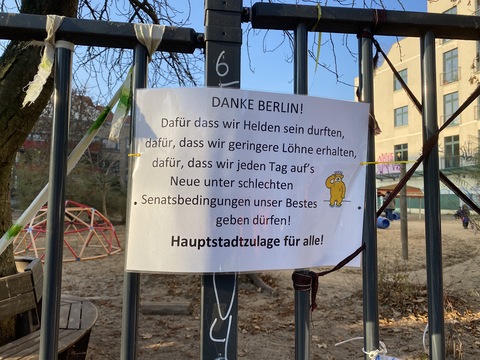 6
DANKE BERLIN!
Dafür dass wir Helden sein durften,
dafür, dass wir geringere Löhne erhalten,
dafür, dass wir jeden Tag auf's
Neue unter schlechten
Senatsbedingungen unser Bestes
geben dürfen!
Hauptstadtzulage für alle!